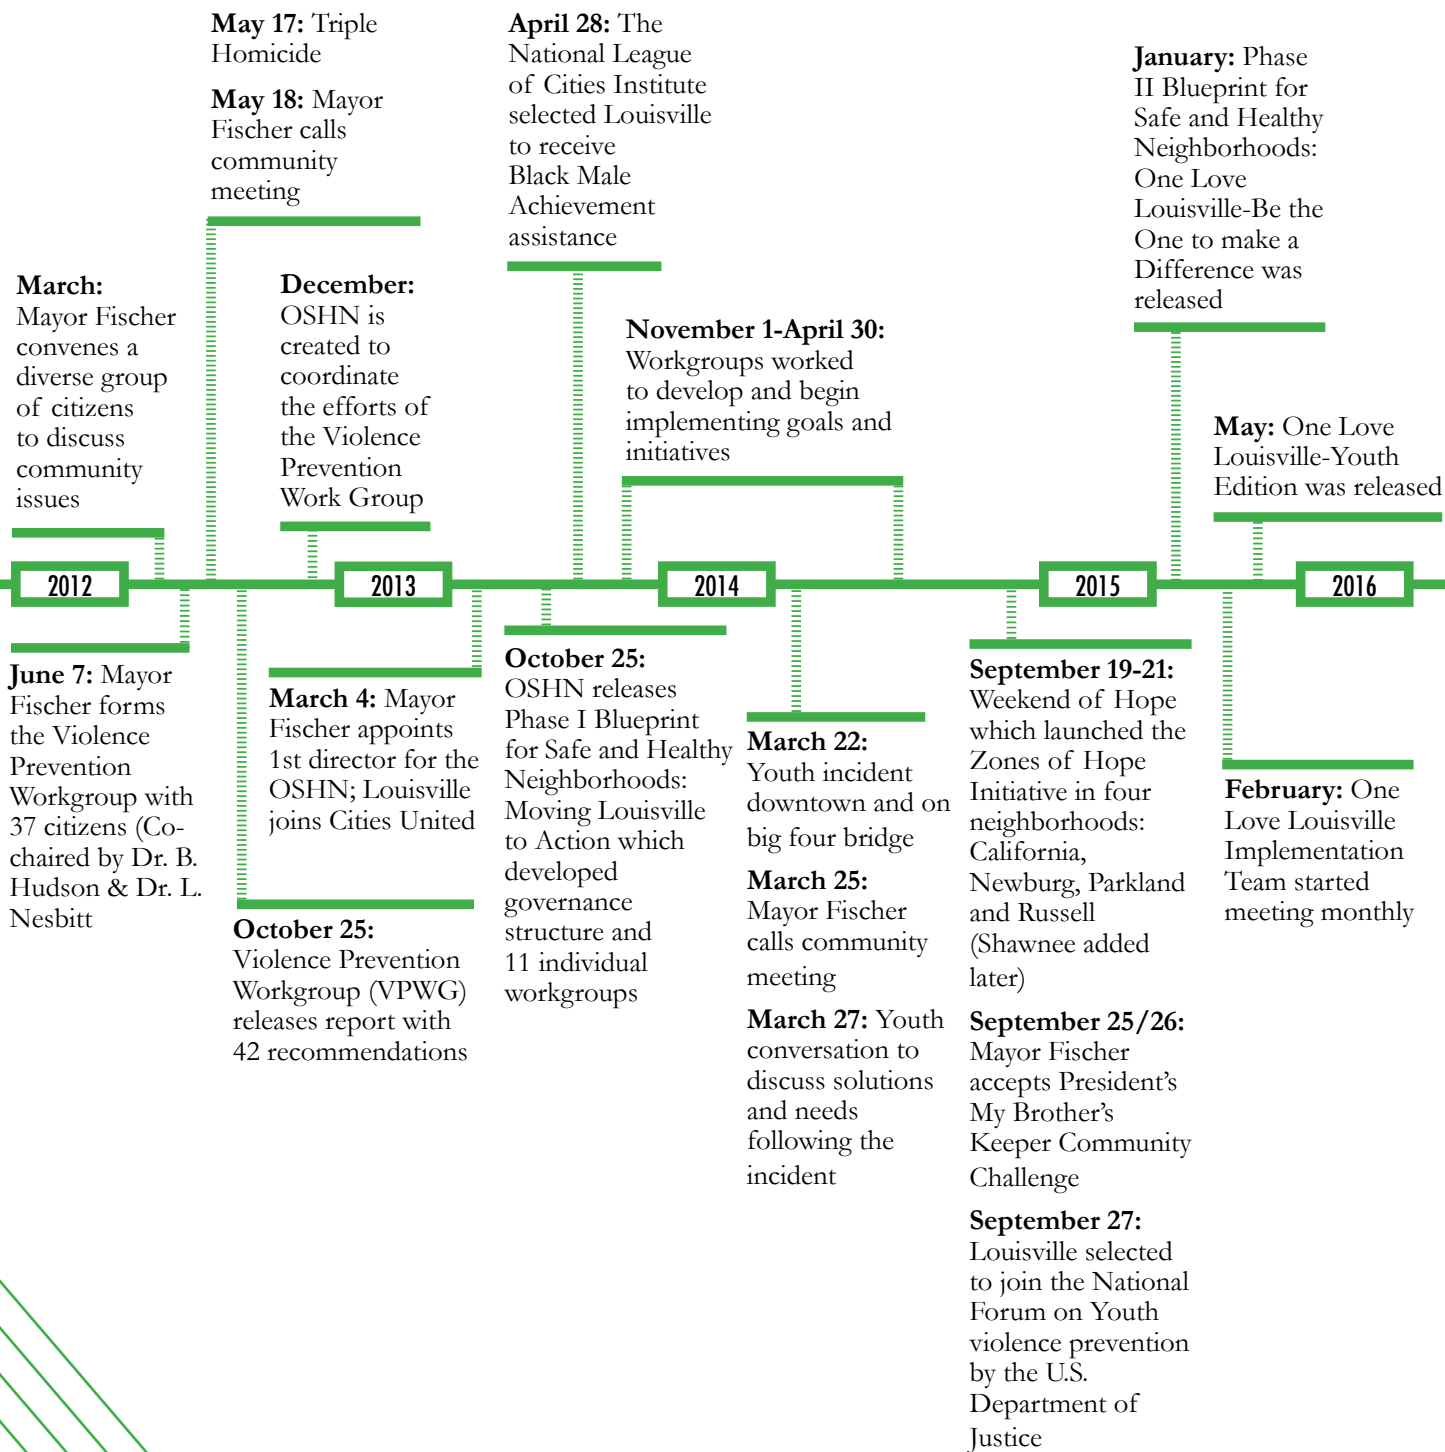 May 17: Triple
Homicide
May 18: Mayor
Fischer calls
community
meeting
April 28: The
National League
of Cities Institute
selected Louisville
to receive
Black Male
Achievement
assistance
January: Phase
II Blueprint for
Safe and Healthy
Neighborhoods:
One Love
Louisville-Be the
One to make a
Difference was
released
March:
Mayor Fischer
convenes a
diverse group
of citizens
to discuss
community
issues
December:
OSHN is
created to
coordinate
the efforts of
the Violence
Prevention
Work Group
November 1-April 30:
Workgroups worked
to develop and begin
implementing goals and
initiatives
May: One Love
Louisville-Youth
Edition was released
2012
2013
2014
2015
2016
June 7: Mayor
Fischer forms
the Violence
Prevention
Workgroup with
37 citizens (Co-
chaired by Dr. B.
Hudson & Dr. L.
Nesbitt
October 25:
Violence Prevention
Workgroup (VPWG)
releases report with
42 recommendations
March 4: Mayor
Fischer appoints
1st director for the
OSHN; Louisville
joins Cities United
October 25:
OSHN releases
Phase I Blueprint
for Safe and Healthy
Neighborhoods:
Moving Louisville
to Action which
developed
governance
structure and
11 individual
workgroups
March 22:
Youth incident
downtown and on
big four bridge
March 25:
Mayor Fischer
calls community
meeting
March 27: Youth
conversation to
discuss solutions
and needs
following the
incident
September 19-21:
Weekend of Hope
which launched the
Zones of Hope
Initiative in four
neighborhoods:
California,
Newburg, Parkland
and Russell
(Shawnee added
later)
September 25/26:
Mayor Fischer
accepts President's
My Brother's
Keeper Community
Challenge
September 27:
Louisville selected
to join the National
Forum on Youth
violence prevention
by the U.S.
Department of
Justice
February: One
Love Louisville
Implementation
Team started
meeting monthly